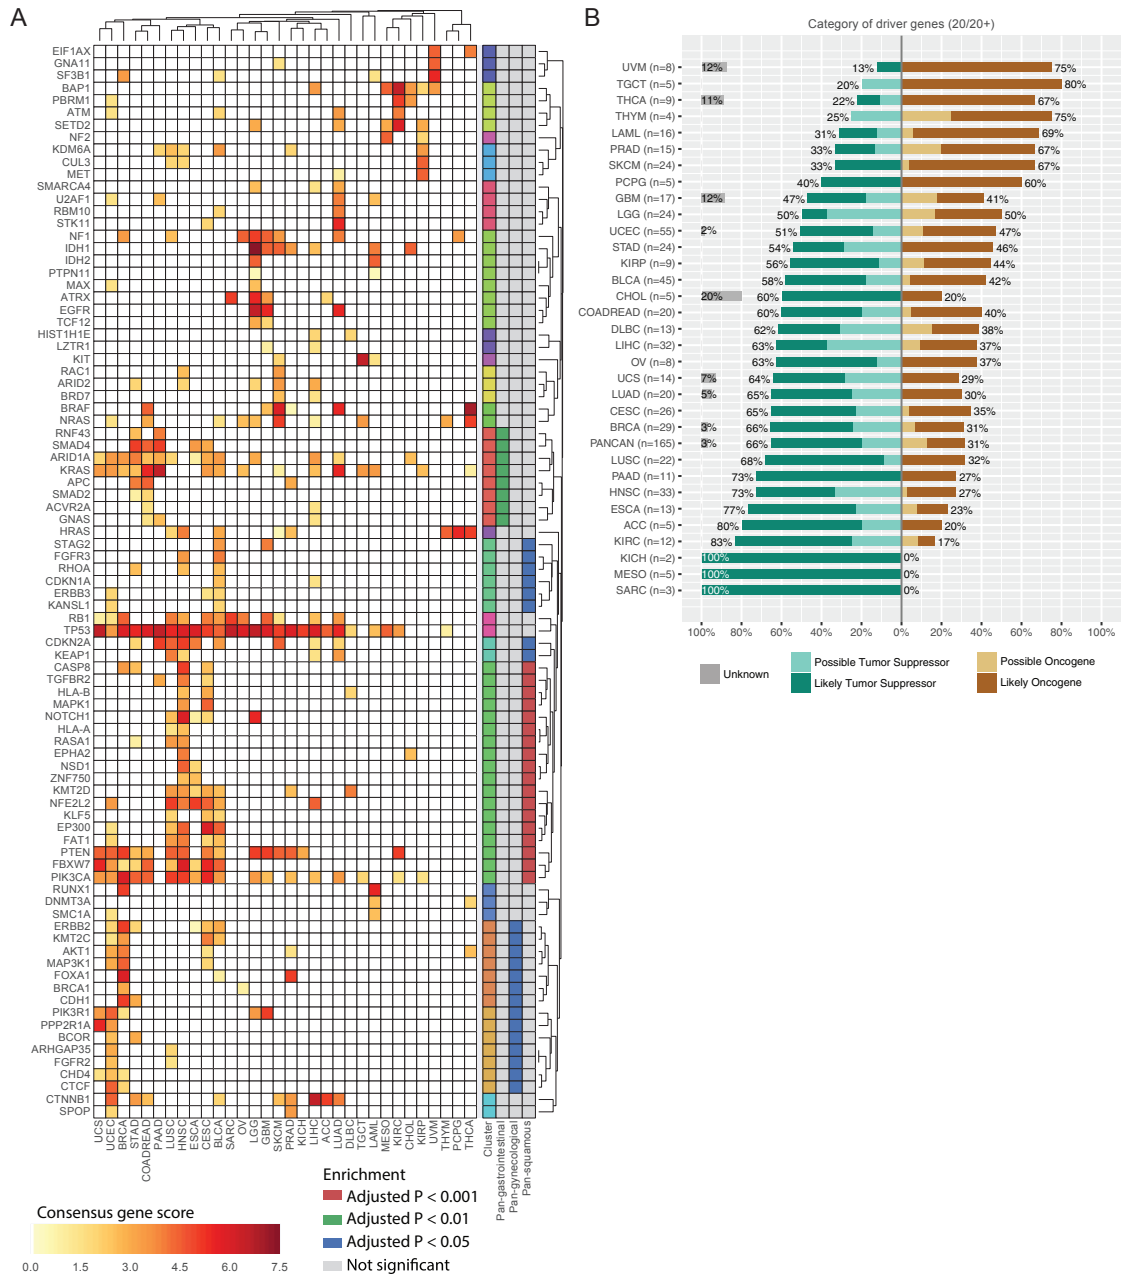 A
EIF1AX
GNA11
SF3B1
BAP1
PBRM1
ATM
SETD2
NF2
KDM6A
CUL3
MET
SMARCA4
U2AF1
RBM10
STK11
NF1
IDH1
IDH2
PTPN11
MAX
ATRX
EGFR
TCF12
HIST1H1E
LZTR1
KIT
RAC1
ARID2
BRD7
BRAF
NRAS
RNF43
SMAD4
ARID1A
KRAS
APC
SMAD2
ACVR2A
GNAS
HRAS
STAG2
FGFR3
RHOA
CDKN1A
ERBB3
KANSL1
RB1
TP53
CDKN2A
KEAP1
CASP8
TGFBR2
HLA-B
MAPK1
NOTCH1
HLA-A
RASA1
EPHA2
NSD1
ZNF750
KMT2D
NFE2L2
KLF5
EP300
FAT1
PTEN
FBXW7
PIK3CA
RUNX1
DNMT3A
SMC1A
ERBB2
KMT2C
AKT1
MAP3K1
FOXA1
BRCA1
CDH1
PIK3R1
PPP2R1A
BCOR
ARHGAP35
FGFR2
CHD4
CTCF
CTNNB1
SPOP
UCS
UCEC
BRCA
STAD
COADREAD
PAAD
LUSC
HNSC
ESCA
CESC
BLCA
SARC
OV
LGG
GBM
SKCM
PRAD
KICH
LIHC
ACC
LUAD
DLBC
TGCT
LAML
MESO
KIRC
CHOL
KIRP
UVM
THYM
PCPG
THCA
Cluster
Pan-gastrointestinal
Pan-gynecological
Pan-squamous
Consensus gene score
0.0 1.5 3.0 4.5 6.0 7.5
Enrichment
Adjusted P < 0.001
Adjusted P < 0.01
Adjusted P < 0.05
Not significant
B
Category of driver genes (20/20+)
UVM (n=8) 12% 13% 75%
TGCT (n=5) 20% 80%
THCA (n=9) 11% 22% 67%
THYM (n=4) 25% 75%
LAML (n=16) 31% 69%
PRAD (n=15) 33% 67%
SKCM (n=24) 33% 67%
PCPG (n=5) 40% 60%
GBM (n=17) 12% 47% 41%
LGG (n=24) 50% 50%
UCEC (n=55) 2% 51% 47%
STAD (n=24) 54% 46%
KIRP (n=9) 56% 44%
BLCA (n=45) 58% 42%
CHOL (n=5) 20% 60% 20%
COADREAD (n=20) 60% 40%
DLBC (n=13) 62% 38%
LIHC (n=32) 63% 37%
OV (n=8) 63% 37%
UCS (n=14) 7% 64% 29%
LUAD (n=20) 5% 65% 30%
CESC (n=26) 65% 35%
BRCA (n=29) 3% 66% 31%
PANCAN (n=165) 3% 66% 31%
LUSC (n=22) 68% 32%
PAAD (n=11) 73% 27%
HNSC (n=33) 73% 27%
ESCA (n=13) 77% 23%
ACC (n=5) 80% 20%
KIRC (n=12) 83% 17%
KICH (n=2) 100% 0%
MESO (n=5) 100% 0%
SARC (n=3) 100% 0%
100% 80% 60% 40% 20% 0% 20% 40% 60% 80% 100%
Unknown
Possible Tumor Suppressor
Likely Tumor Suppressor
Possible Oncogene
Likely Oncogene